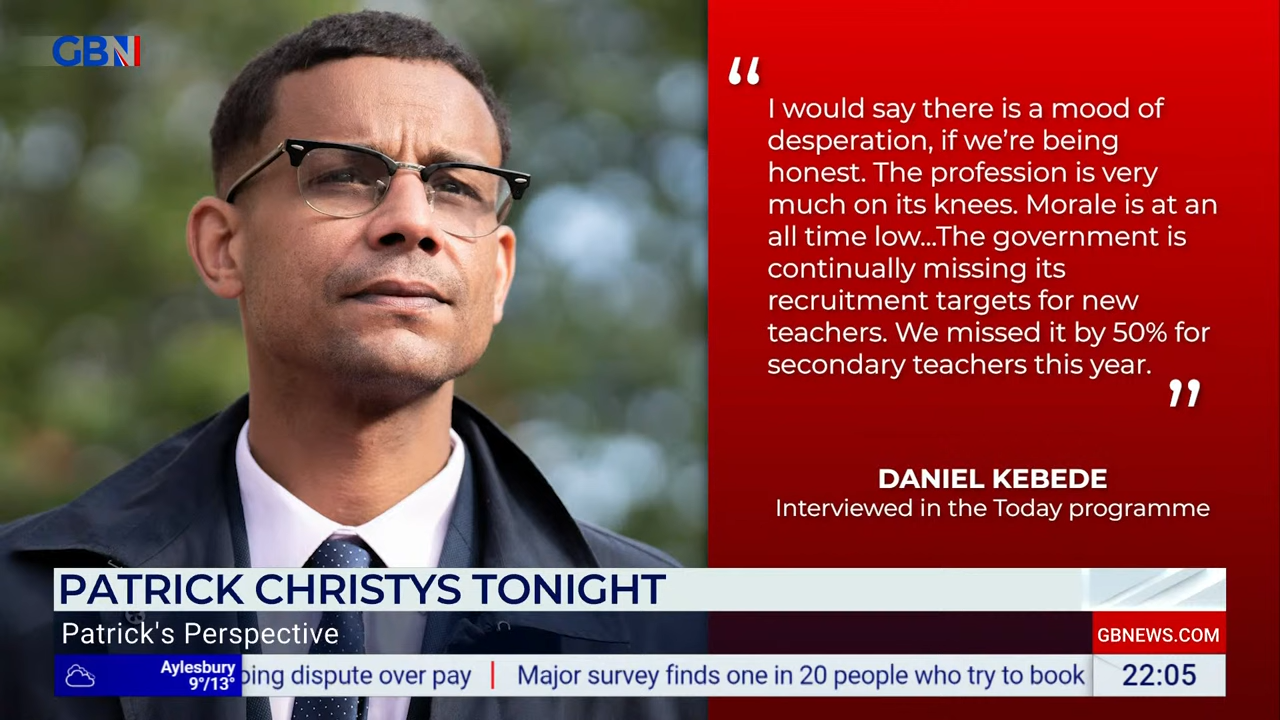 GBN
“
I would say there is a mood of
desperation, if we’re being
honest. The profession is very
much on its knees. Morale is at an
all time low...The government is
continually missing its
recruitment targets for new
teachers. We missed it by 50% for
secondary teachers this year.
”
DANIEL KEBEDE
Interviewed in the Today programme
PATRICK CHRISTYS TONIGHT
Patrick's Perspective
GBNEWS.COM
Aylesbury
9°/13°
oing dispute over pay | Major survey finds one in 20 people who try to book
22:05